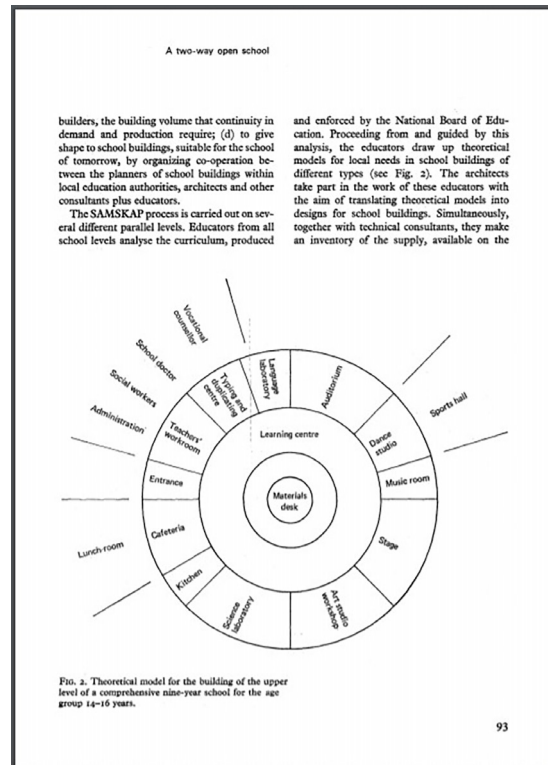 A two-way open school
builders, the building volume that continuity in
demand and production require; (d) to give
shape to school buildings, suitable for the school
of tomorrow, by organizing co-operation be-
tween the planners of school buildings within
local education authorities, architects and other
consultants plus educators.
The SAMSKAP process is carried out on sev-
eral different parallel levels. Educators from all
school levels analyse the curriculum, produced
and enforced by the National Board of Edu-
cation. Proceeding from and guided by this
analysis, the educators draw up theoretical
models for local needs in school buildings of
different types (see Fig. 2). The architects
take part in the work of these educators with
the aim of translating theoretical models into
designs for school buildings. Simultaneously,
together with technical consultants, they make
an inventory of the supply, available on the
Vocational
counsellor
School doctor
Social workers
Administration
Lunch-room
Sports hall
Language
laboratory
Typing and
duplicating
centre
Teachers'
workroom
Entrance
Cafeteria
Kitchen
Science
laboratory
Art studio
workshop
Stage
Music room
Dance
studio
Auditorium
Learning centre
Materials
desk
FIG. 2. Theoretical model for the building of the upper
level of a comprehensive nine-year school for the age
group 14-16 years.
93